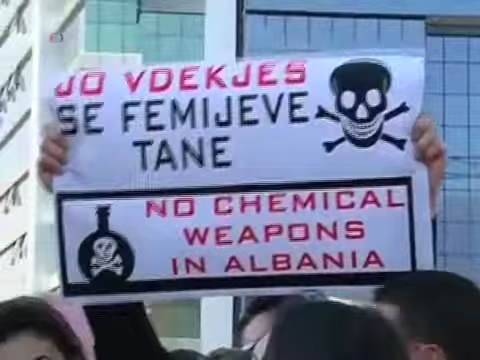 JO VDEKJES
SE FEMIJEVE
TANE
NO CHEMICAL
WEAPONS
IN ALBANIA